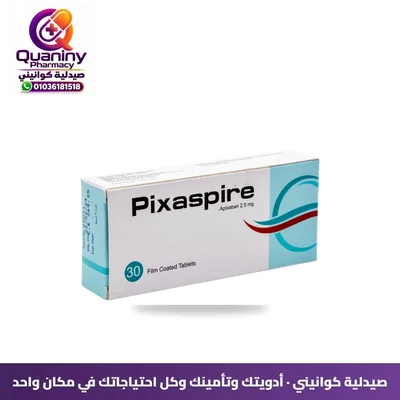 Quaniny
Pharmacy
صيدلية كوانيني
01036181518
Pixaspire
Apixaban 2.5 mg
30 Film Coated Tablets
صيدلية كوانيني - أدويتك وتأمينك وكل احتياجاتك في مكان واحد